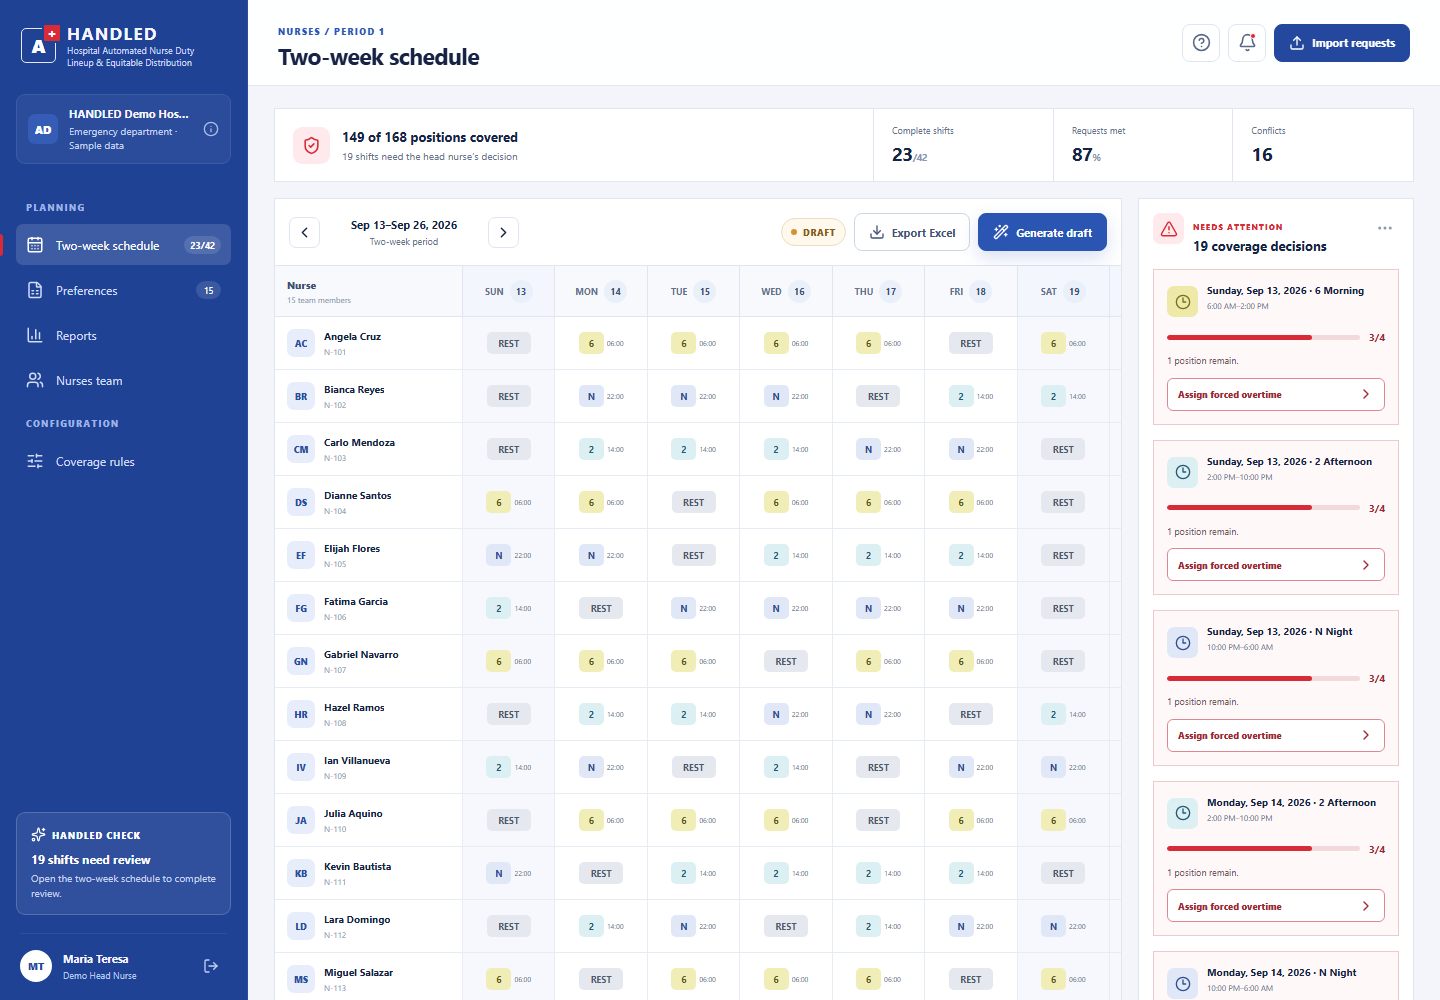 A
HANDLED
Hospital Automated Nurse Duty
Lineup & Equitable Distribution
AD
HANDLED Demo Hos...
Emergency department ·
Sample data
PLANNING
Two-week schedule 23/42
Preferences 15
Reports
Nurses team
CONFIGURATION
Coverage rules
HANDLED CHECK
19 shifts need review
Open the two-week schedule to complete
review.
MT
Maria Teresa
Demo Head Nurse
NURSES / PERIOD 1
Two-week schedule
Import requests
149 of 168 positions covered
19 shifts need the head nurse's decision
Complete shifts
23/42
Requests met
87%
Conflicts
16
Sep 13–Sep 26, 2026
Two-week period
DRAFT
Export Excel
Generate draft
Nurse
15 team members
SUN 13 MON 14 TUE 15 WED 16 THU 17 FRI 18 SAT 19
AC Angela Cruz
N-101
REST 6 06:00 6 06:00 6 06:00 6 06:00 REST 6 06:00
BR Bianca Reyes
N-102
REST N 22:00 N 22:00 N 22:00 REST 2 14:00 2 14:00
CM Carlo Mendoza
N-103
REST 2 14:00 2 14:00 2 14:00 N 22:00 N 22:00 REST
DS Dianne Santos
N-104
6 06:00 6 06:00 REST 6 06:00 6 06:00 6 06:00 REST
EF Elijah Flores
N-105
N 22:00 N 22:00 REST 2 14:00 2 14:00 2 14:00 REST
FG Fatima Garcia
N-106
2 14:00 REST N 22:00 N 22:00 N 22:00 N 22:00 REST
GN Gabriel Navarro
N-107
6 06:00 6 06:00 6 06:00 REST 6 06:00 6 06:00 REST
HR Hazel Ramos
N-108
REST 2 14:00 2 14:00 N 22:00 N 22:00 REST 2 14:00
IV Ian Villanueva
N-109
2 14:00 N 22:00 REST 2 14:00 REST N 22:00 N 22:00
JA Julia Aquino
N-110
REST 6 06:00 6 06:00 6 06:00 REST 6 06:00 6 06:00
KB Kevin Bautista
N-111
N 22:00 REST 2 14:00 2 14:00 2 14:00 2 14:00 REST
LD Lara Domingo
N-112
REST 2 14:00 N 22:00 REST 2 14:00 N 22:00 N 22:00
MS Miguel Salazar
N-113
6 06:00 REST 6 06:00 6 06:00 6 06:00 REST 6 06:00
NEEDS ATTENTION
19 coverage decisions
Sunday, Sep 13, 2026 · 6 Morning
6:00 AM–2:00 PM
3/4
1 position remain.
Assign forced overtime
Sunday, Sep 13, 2026 · 2 Afternoon
2:00 PM–10:00 PM
3/4
1 position remain.
Assign forced overtime
Sunday, Sep 13, 2026 · N Night
10:00 PM–6:00 AM
3/4
1 position remain.
Assign forced overtime
Monday, Sep 14, 2026 · 2 Afternoon
2:00 PM–10:00 PM
3/4
1 position remain.
Assign forced overtime
Monday, Sep 14, 2026 · N Night
10:00 PM–6:00 AM